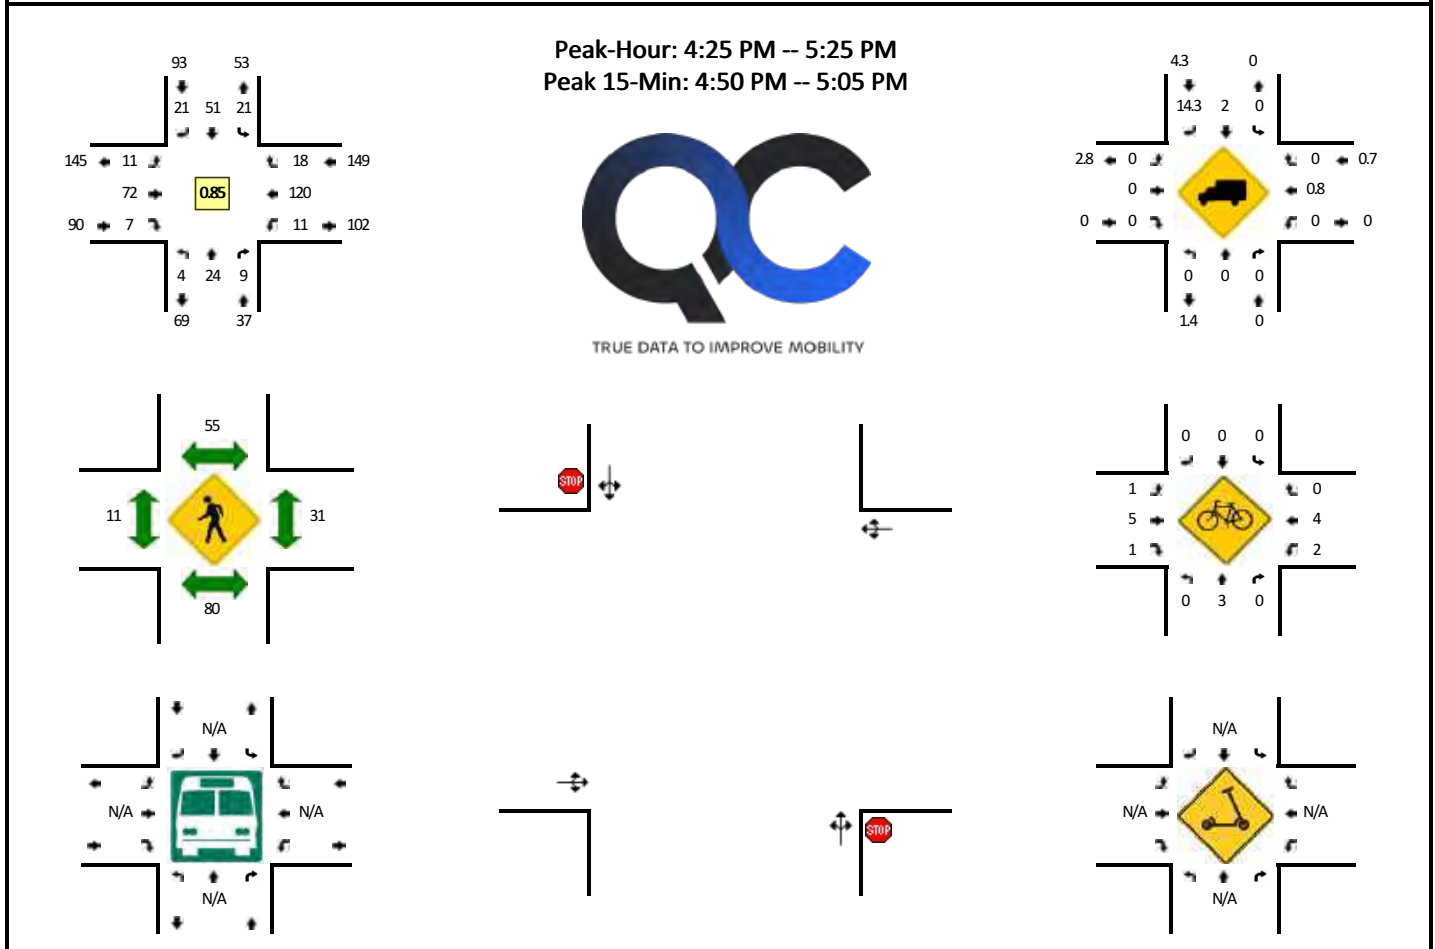 Peak-Hour: 4:25 PM -- 5:25 PM
Peak 15-Min: 4:50 PM -- 5:05 PM
93 53
21 51 21
145 11 18 149
72 0.85 120
90 7 11 102
4 24 9
69 37
QC
TRUE DATA TO IMPROVE MOBILITY
4.3 0
14.3 2 0
2.8 0 0 0.7
0 0.8
0 0 0 0
0 0 0
1.4 0
55
11 31
80
STOP
STOP
0 0 0
1 0
5 4
1 2
0 3 0
N/A
N/A N/A
N/A
N/A
N/A N/A
N/A